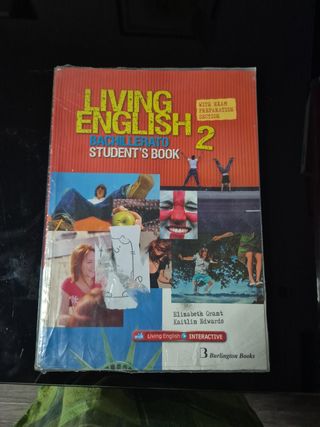 LIVING
ENGLISH 2
BACHILLERATO
STUDENT'S BOOK
WITH EXAM
PREPARATION
SECTION
Elizabeth Grant
Kaitlin Edwards
Living English INTERACTIVE
B Burlington Books